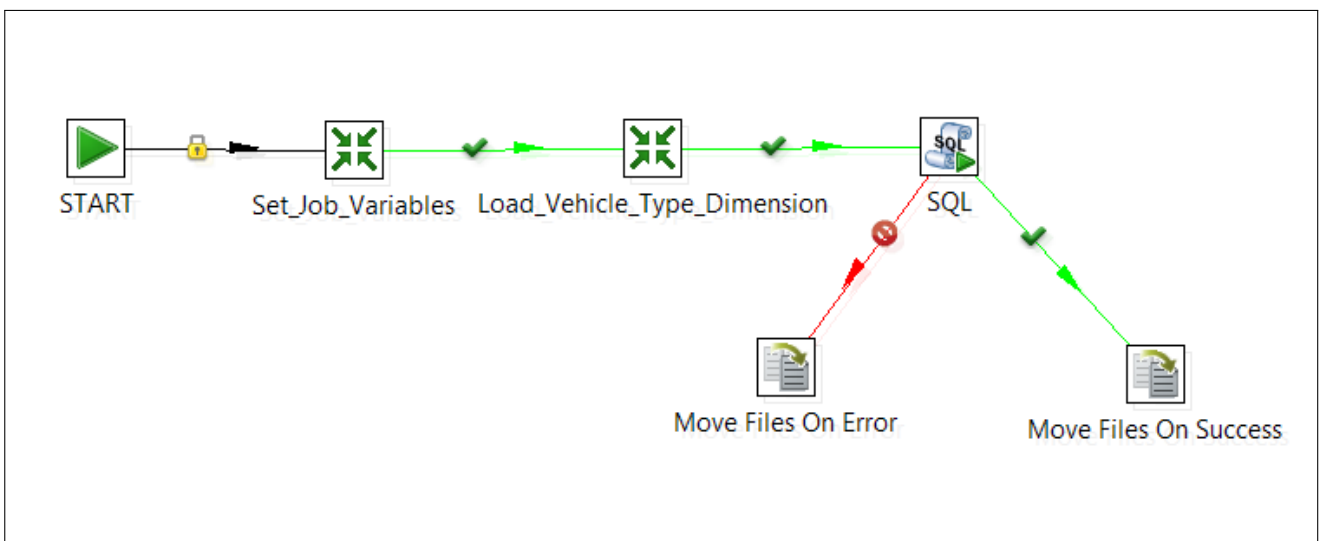 SQL
START
Set_Job_Variables
Load_Vehicle_Type_Dimension
SQL
Move Files On Error
Move Files On Success